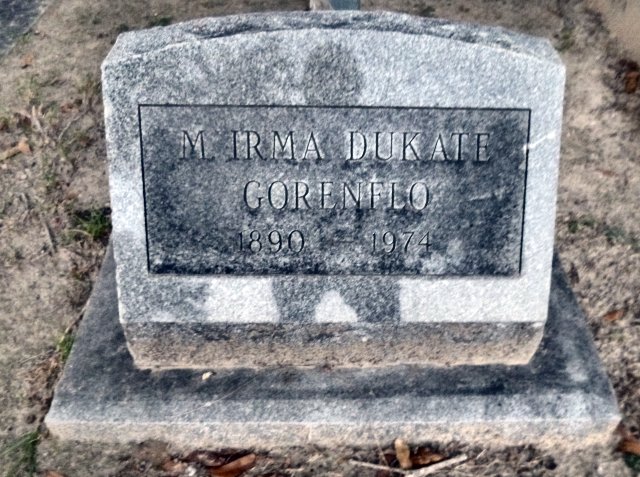 M. IRMA DUKATE
GORENFLO
1890 — 1974